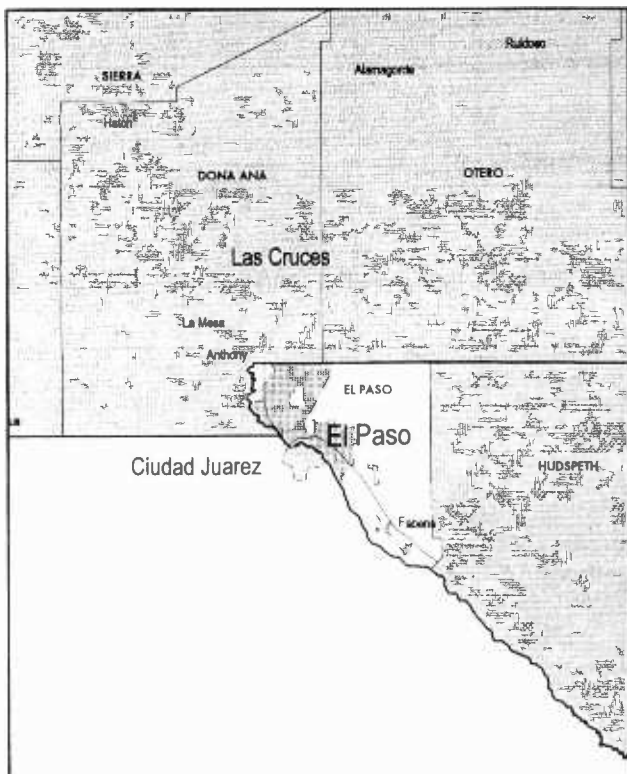 Ruidoso
Alamogordo
SIERRA
Hatch
DONA ANA
OTERO
Las Cruces
La Mesa
Anthony
EL PASO
El Paso
Ciudad Juarez
HUDSPETH
Fabens